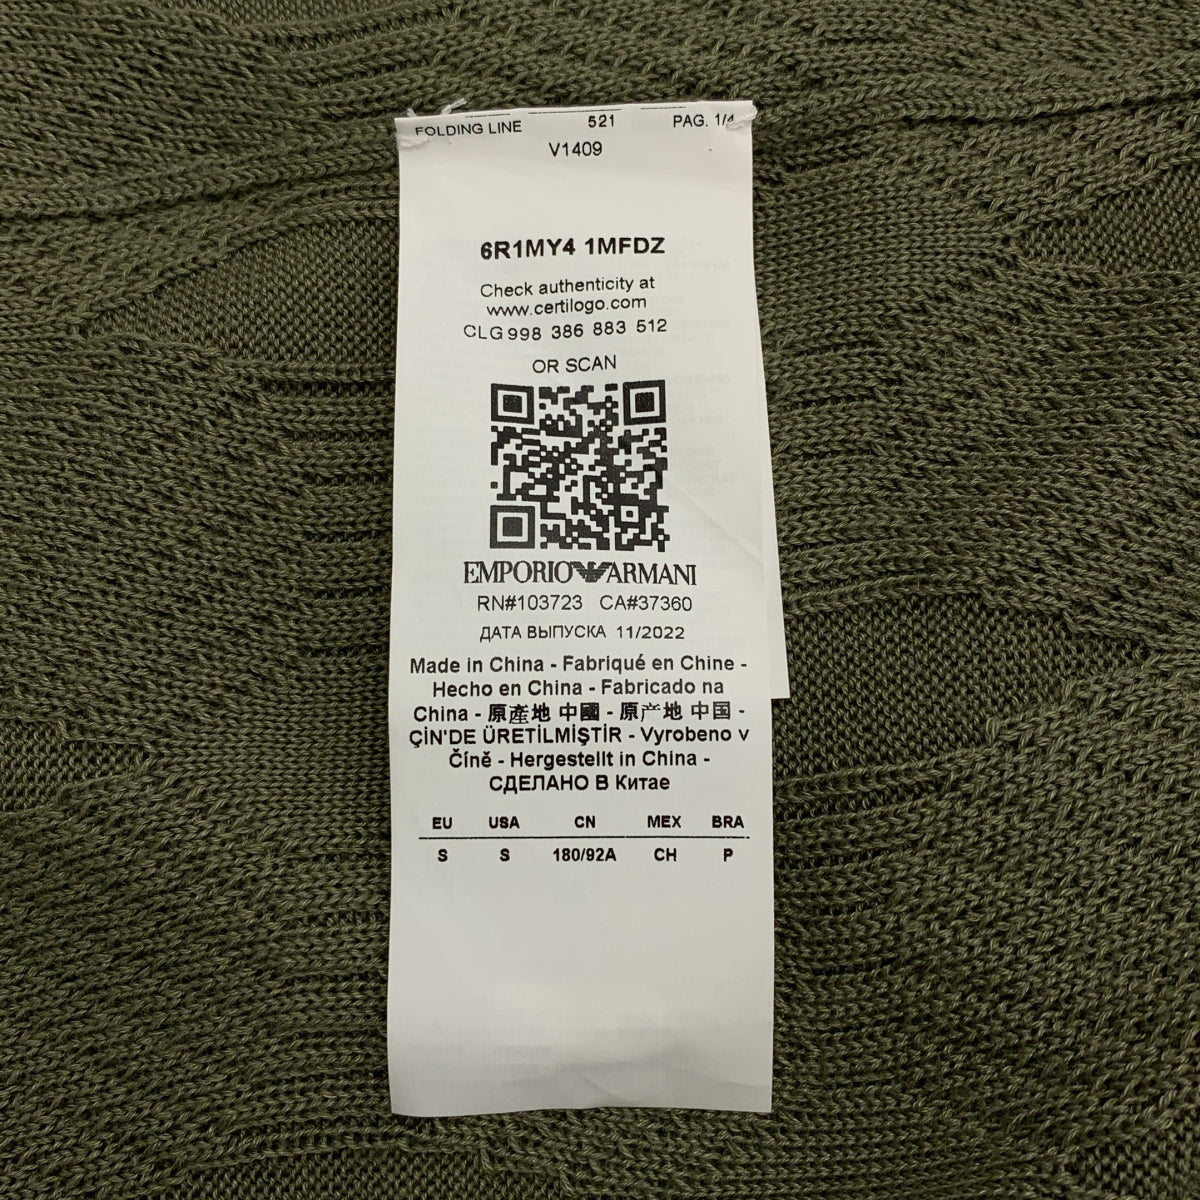 FOLDING LINE 521 PAG. 1/4
V1409
6R1MY4 1MFDZ
Check authenticity at
www.certilogo.com
CLG 998 386 883 512
OR SCAN
EMPORIO ARMANI
RN#103723 CA#37360
ДАТА ВЫПУСКА 11/2022
Made in China - Fabriqué en Chine -
Hecho en China - Fabricado na
China - 原產地 中國 - 原产地 中国 -
ÇİN'DE ÜRETİLMİŞTİR - Vyrobeno v
Číně - Hergestellt in China -
СДЕЛАНО В Китае
EU USA CN MEX BRA
S S 180/92A CH P